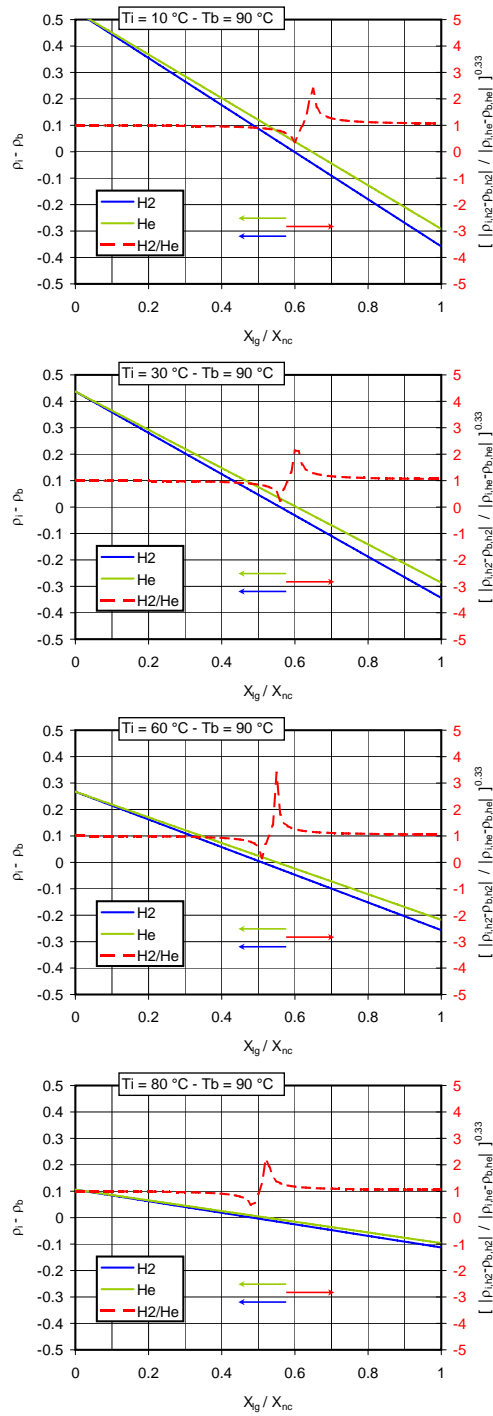 Ti = 10 °C - Tb = 90 °C
0.5
0.4
0.3
0.2
0.1
0
-0.1
-0.2
-0.3
-0.4
-0.5
ρi - ρb
H2
He
H2/He
5
4
3
2
1
0
-1
-2
-3
-4
-5
[ |ρi,h2-ρb,h2| / |ρi,he-ρb,he| ]^0.33
0 0.2 0.4 0.6 0.8 1
Xlg / Xnc
Ti = 30 °C - Tb = 90 °C
0.5
0.4
0.3
0.2
0.1
0
-0.1
-0.2
-0.3
-0.4
-0.5
ρi - ρb
H2
He
H2/He
5
4
3
2
1
0
-1
-2
-3
-4
-5
[ |ρi,h2-ρb,h2| / |ρi,he-ρb,he| ]^0.33
0 0.2 0.4 0.6 0.8 1
Xlg / Xnc
Ti = 60 °C - Tb = 90 °C
0.5
0.4
0.3
0.2
0.1
0
-0.1
-0.2
-0.3
-0.4
-0.5
ρi - ρb
H2
He
H2/He
5
4
3
2
1
0
-1
-2
-3
-4
-5
[ |ρi,h2-ρb,h2| / |ρi,he-ρb,he| ]^0.33
0 0.2 0.4 0.6 0.8 1
Xlg / Xnc
Ti = 80 °C - Tb = 90 °C
0.5
0.4
0.3
0.2
0.1
0
-0.1
-0.2
-0.3
-0.4
-0.5
ρi - ρb
H2
He
H2/He
5
4
3
2
1
0
-1
-2
-3
-4
-5
[ |ρi,h2-ρb,h2| / |ρi,he-ρb,he| ]^0.33
0 0.2 0.4 0.6 0.8 1
Xlg / Xnc